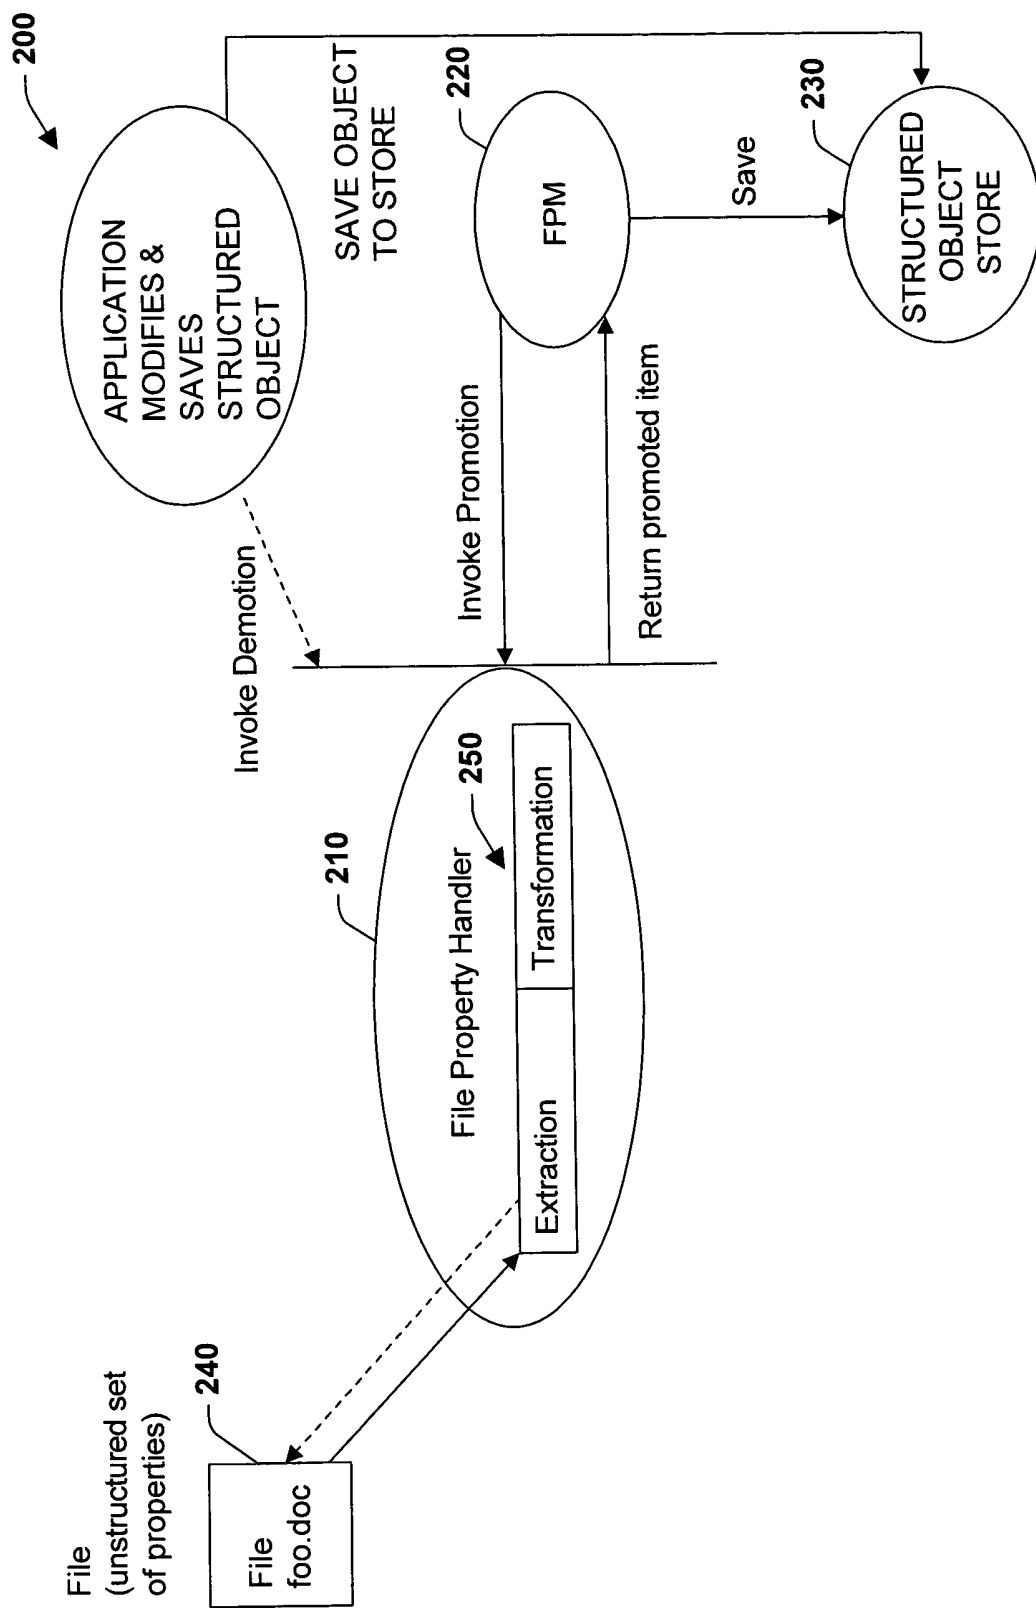 200
APPLICATION
MODIFIES &
SAVES
STRUCTURED
OBJECT
SAVE OBJECT
TO STORE
Invoke Demotion
File
(unstructured set
of properties)
240
File
foo.doc
210
File Property Handler
250
Extraction
Transformation
Invoke Promotion
Return promoted item
220
FPM
Save
230
STRUCTURED
OBJECT
STORE